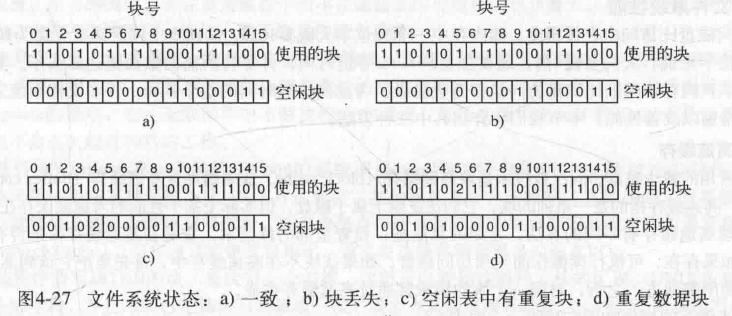 块号 块号
0 1 2 3 4 5 6 7 8 9 10 11 12 13 14 15 0 1 2 3 4 5 6 7 8 9 10 11 12 13 14 15
1 1 0 1 0 1 1 1 1 0 0 1 1 1 0 0 使用的块 1 1 0 1 0 1 1 1 1 0 0 1 1 1 0 0 使用的块
0 0 1 0 1 0 0 0 0 1 1 0 0 0 1 1 空闲块 0 0 0 0 1 0 0 0 0 1 1 0 0 0 1 1 空闲块
a) b)
0 1 2 3 4 5 6 7 8 9 10 11 12 13 14 15 0 1 2 3 4 5 6 7 8 9 10 11 12 13 14 15
1 1 0 1 0 1 1 1 1 0 0 1 1 1 0 0 使用的块 1 1 0 1 0 2 1 1 1 0 0 1 1 1 0 0 使用的块
0 0 1 0 2 0 0 0 0 1 1 0 0 0 1 1 空闲块 0 0 1 0 1 0 0 0 0 1 1 0 0 0 1 1 空闲块
c) d)
图4-27 文件系统状态：a) 一致；b) 块丢失；c) 空闲表中有重复块；d) 重复数据块